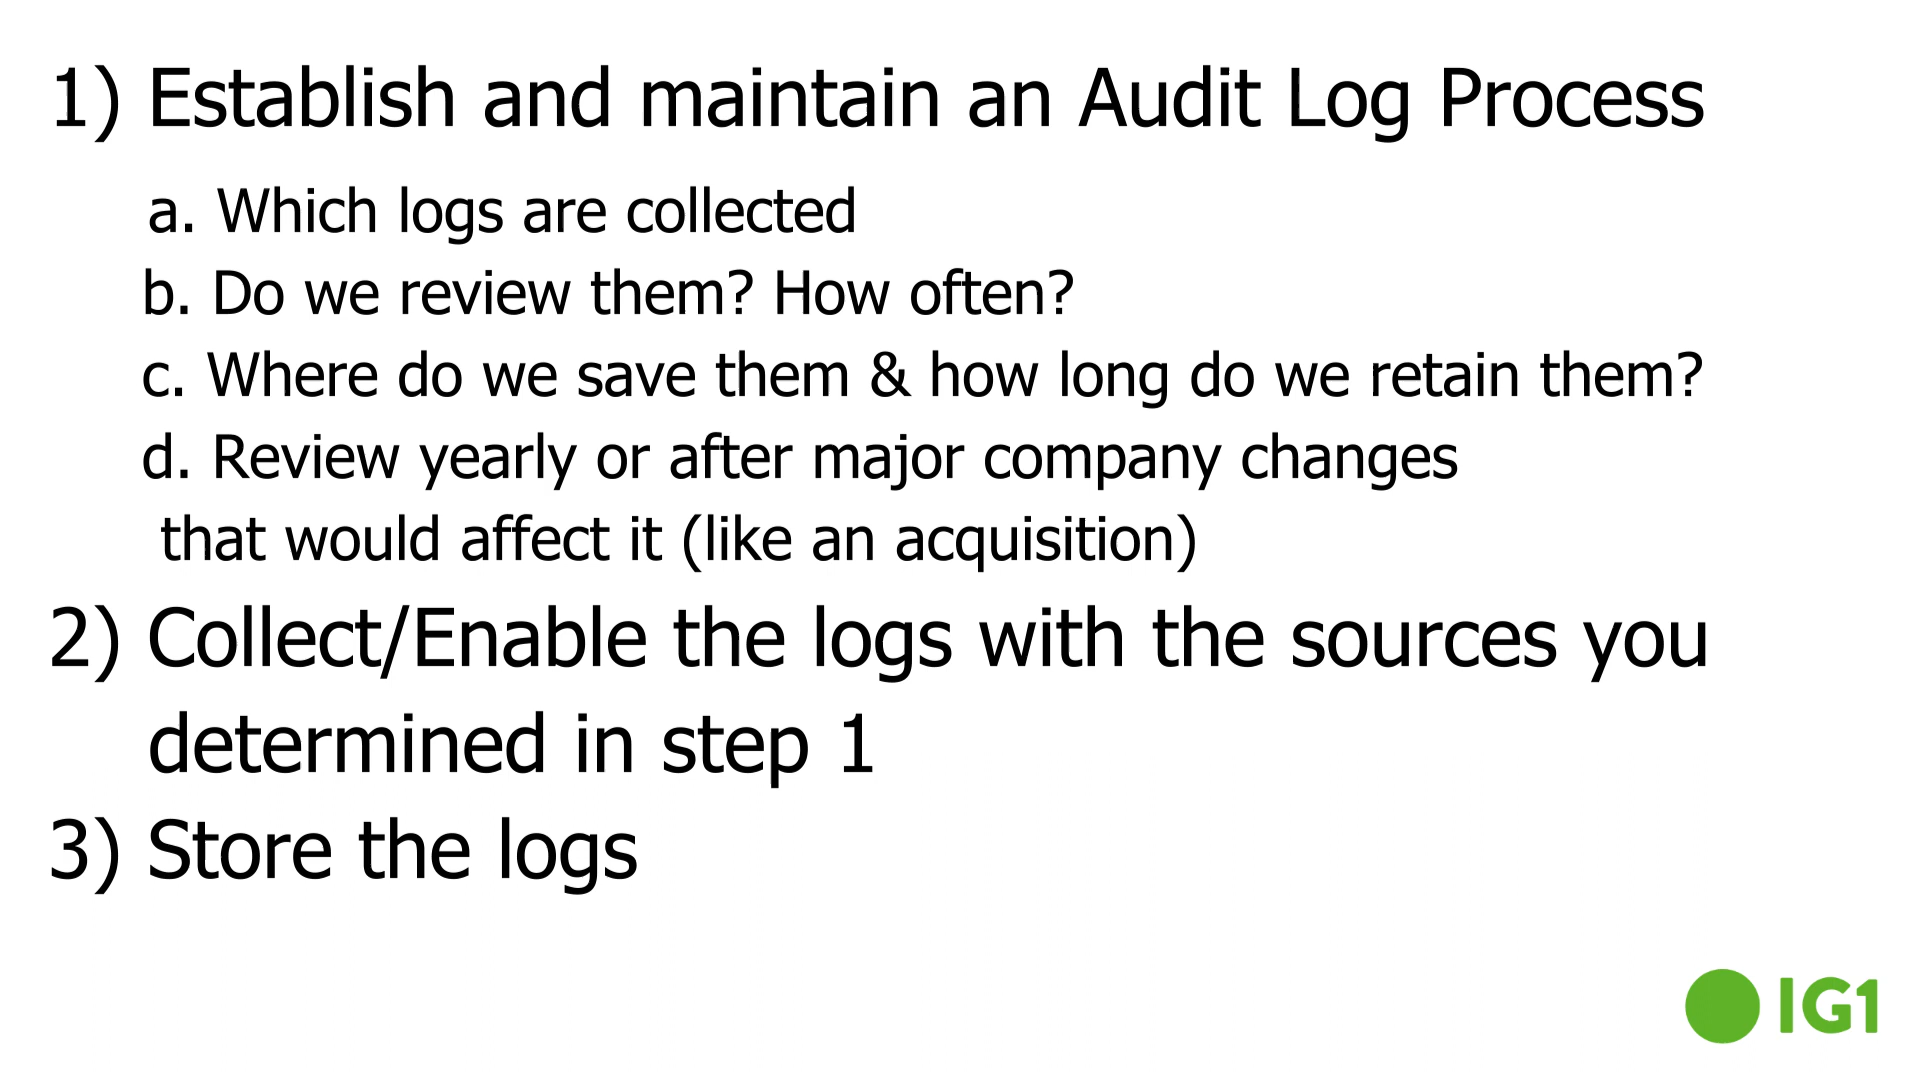 1) Establish and maintain an Audit Log Process
a. Which logs are collected
b. Do we review them? How often?
c. Where do we save them & how long do we retain them?
d. Review yearly or after major company changes
that would affect it (like an acquisition)
2) Collect/Enable the logs with the sources you
determined in step 1
3) Store the logs
IG1